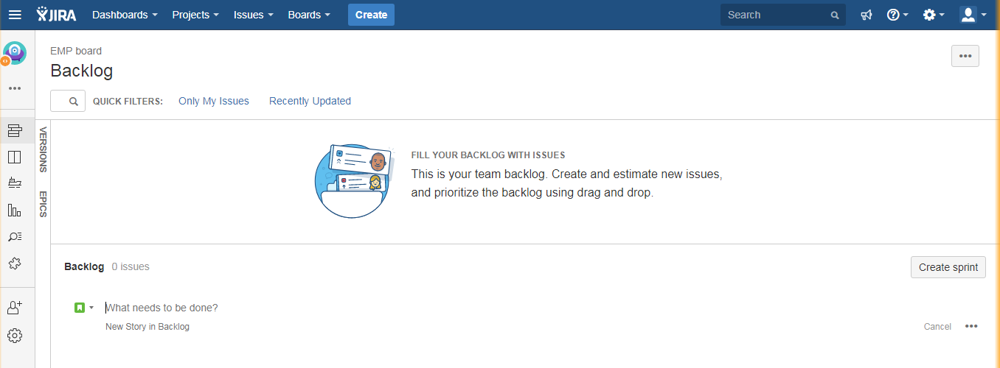 JIRA Dashboards Projects Issues Boards Create Search
EMP board
Backlog
QUICK FILTERS: Only My Issues Recently Updated
VERSIONS
EPICS
FILL YOUR BACKLOG WITH ISSUES
This is your team backlog. Create and estimate new issues,
and prioritize the backlog using drag and drop.
Backlog 0 issues Create sprint
What needs to be done?
New Story in Backlog Cancel